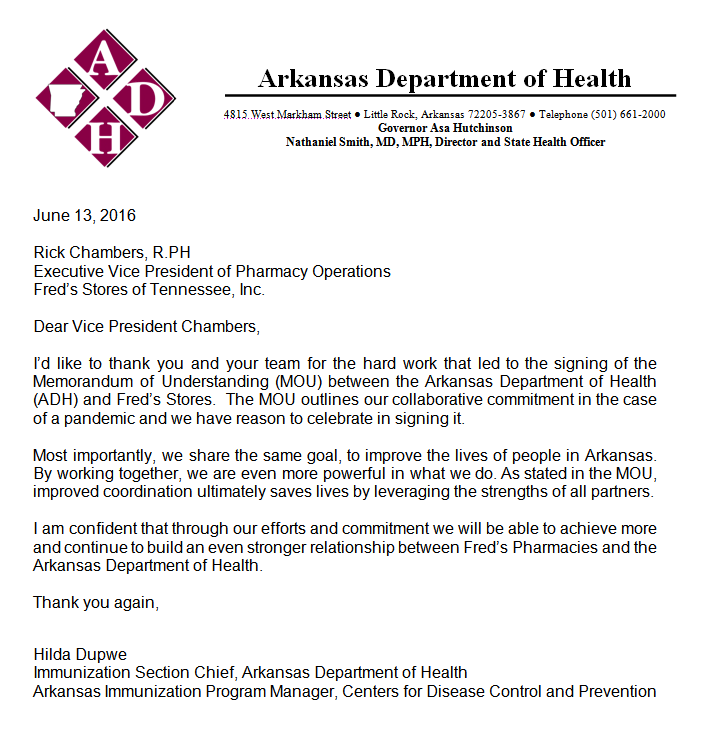 A
D
H
Arkansas Department of Health
4815 West Markham Street ● Little Rock, Arkansas 72205-3867 ● Telephone (501) 661-2000
Governor Asa Hutchinson
Nathaniel Smith, MD, MPH, Director and State Health Officer
June 13, 2016
Rick Chambers, R.PH
Executive Vice President of Pharmacy Operations
Fred’s Stores of Tennessee, Inc.
Dear Vice President Chambers,
I’d like to thank you and your team for the hard work that led to the signing of the
Memorandum of Understanding (MOU) between the Arkansas Department of Health
(ADH) and Fred’s Stores.  The MOU outlines our collaborative commitment in the case
of a pandemic and we have reason to celebrate in signing it.
Most importantly, we share the same goal, to improve the lives of people in Arkansas.
By working together, we are even more powerful in what we do. As stated in the MOU,
improved coordination ultimately saves lives by leveraging the strengths of all partners.
I am confident that through our efforts and commitment we will be able to achieve more
and continue to build an even stronger relationship between Fred’s Pharmacies and the
Arkansas Department of Health.
Thank you again,
Hilda Dupwe
Immunization Section Chief, Arkansas Department of Health
Arkansas Immunization Program Manager, Centers for Disease Control and Prevention